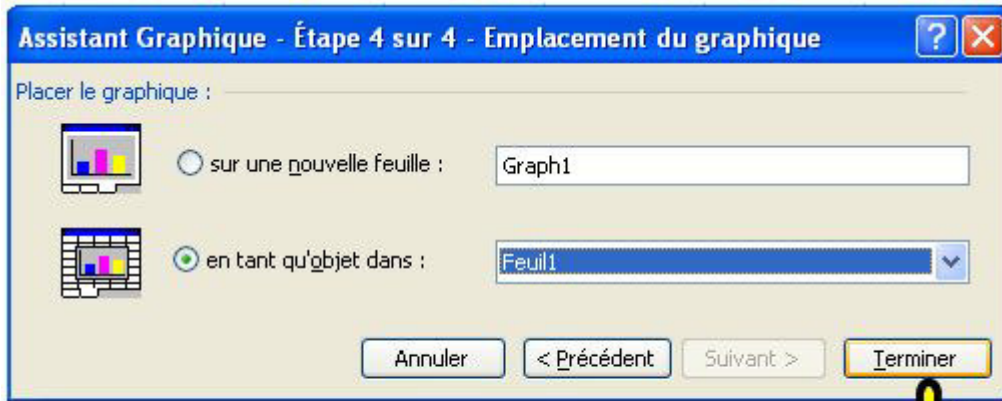 Assistant Graphique - Étape 4 sur 4 - Emplacement du graphique
Placer le graphique :
sur une nouvelle feuille : Graph1
en tant qu'objet dans : Feuil1
Annuler < Précédent Suivant > Terminer